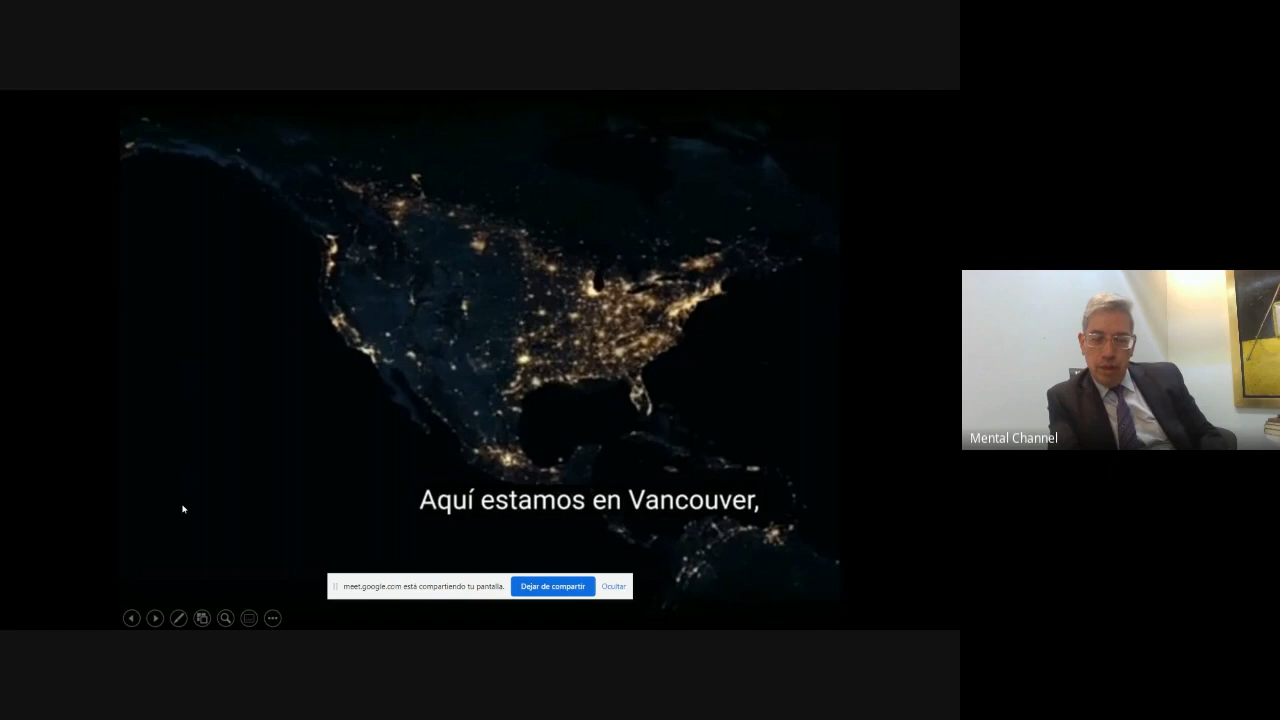 Aquí estamos en Vancouver,
meet.google.com está compartiendo tu pantalla.
Dejar de compartir
Ocultar
Mental Channel